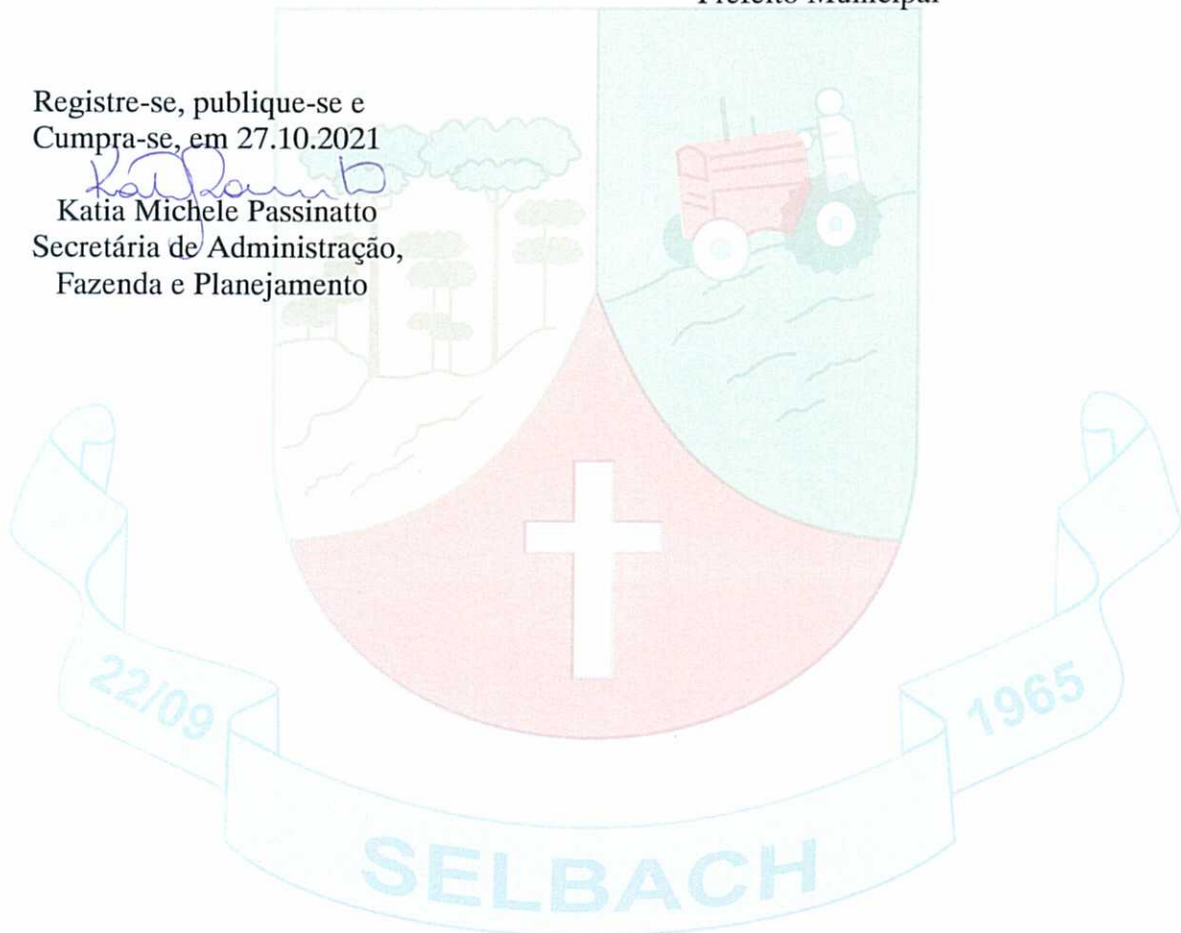 Prefeito Municipal
Registre-se, publique-se e
Cumpra-se, em 27.10.2021
Katia Michele Passinatto
Secretária de Administração,
Fazenda e Planejamento
22/09
1965
SELBACH